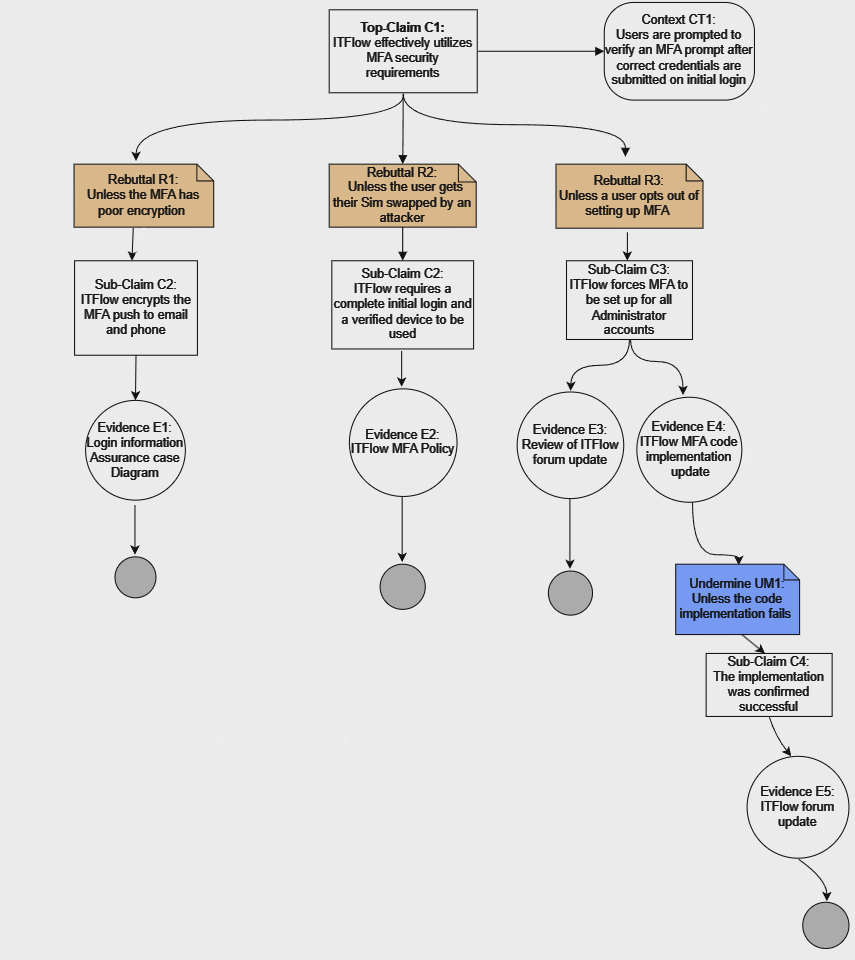 Top-Claim C1:
ITFlow effectively utilizes
MFA security
requirements
Context CT1:
Users are prompted to
verify an MFA prompt after
correct credentials are
submitted on initial login
Rebuttal R1:
Unless the MFA has
poor encryption
Rebuttal R2:
Unless the user gets
their Sim swapped by an
attacker
Rebuttal R3:
Unless a user opts out of
setting up MFA
Sub-Claim C2:
ITFlow encrypts the
MFA push to email
and phone
Sub-Claim C2:
ITFlow requires a
complete initial login and
a verified device to be
used
Sub-Claim C3:
ITFlow forces MFA to
be set up for all
Administrator
accounts
Evidence E1:
Login information
Assurance case
Diagram
Evidence E2:
ITFlow MFA Policy
Evidence E3:
Review of ITFlow
forum update
Evidence E4:
ITFlow MFA code
implementation
update
Undermine UM1:
Unless the code
implementation fails
Sub-Claim C4:
The implementation
was confirmed
successful
Evidence E5:
ITFlow forum
update